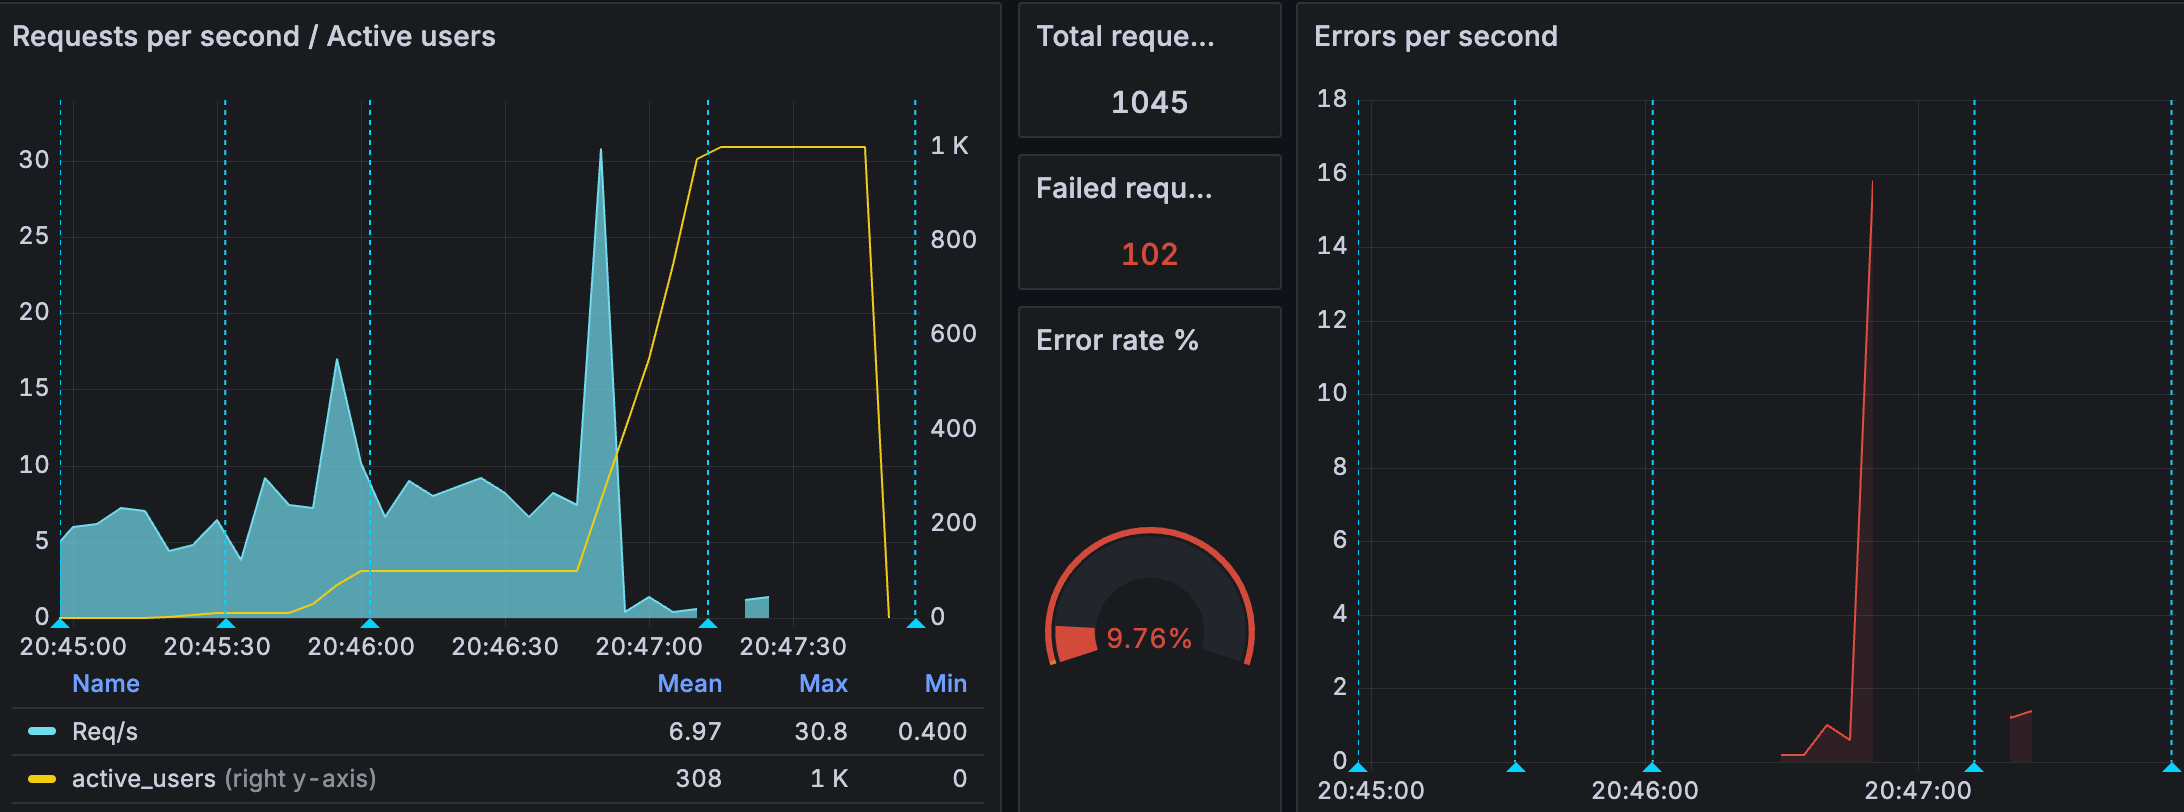 Requests per second / Active users
30
25
20
15
10
5
0
1 K
800
600
400
200
0
20:45:00 20:45:30 20:46:00 20:46:30 20:47:00 20:47:30
Name Mean Max Min
Req/s 6.97 30.8 0.400
active_users (right y-axis) 308 1 K 0
Total reque...
1045
Failed requ...
102
Error rate %
9.76%
Errors per second
18
16
14
12
10
8
6
4
2
0
20:45:00 20:46:00 20:47:00